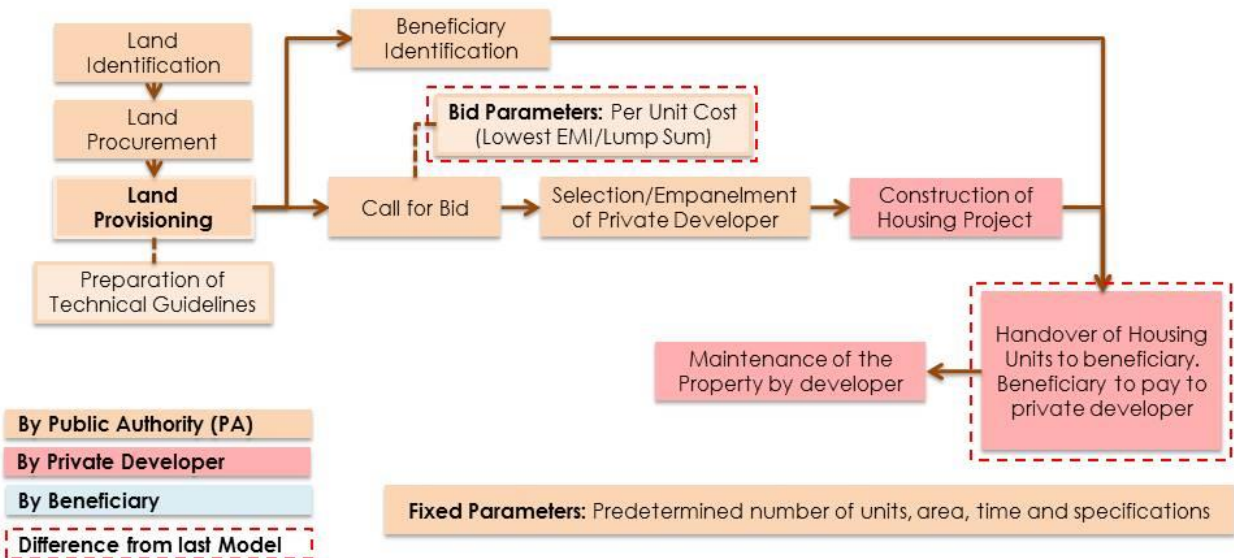 Land
Identification
Land
Procurement
Land
Provisioning
Preparation of
Technical Guidelines
Beneficiary
Identification
Bid Parameters: Per Unit Cost
(Lowest EMI/Lump Sum)
Call for Bid
Selection/Empanelment
of Private Developer
Construction of
Housing Project
Handover of Housing
Units to beneficiary.
Beneficiary to pay to
private developer
Maintenance of the
Property by developer
By Public Authority (PA)
By Private Developer
By Beneficiary
Difference from last Model
Fixed Parameters: Predetermined number of units, area, time and specifications